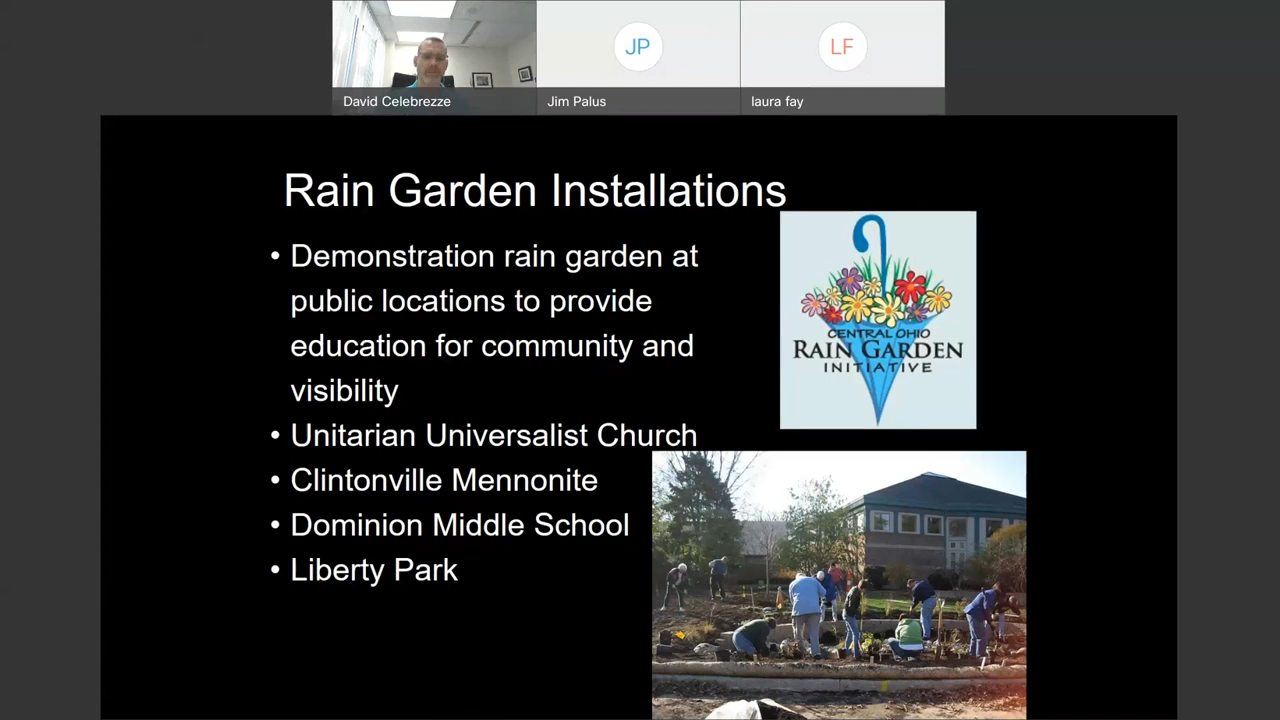 JP
LF
David Celebrezze
Jim Palus
laura fay
Rain Garden Installations
• Demonstration rain garden at
public locations to provide
education for community and
visibility
• Unitarian Universalist Church
• Clintonville Mennonite
• Dominion Middle School
• Liberty Park
CENTRAL OHIO
RAIN GARDEN
INITIATIVE